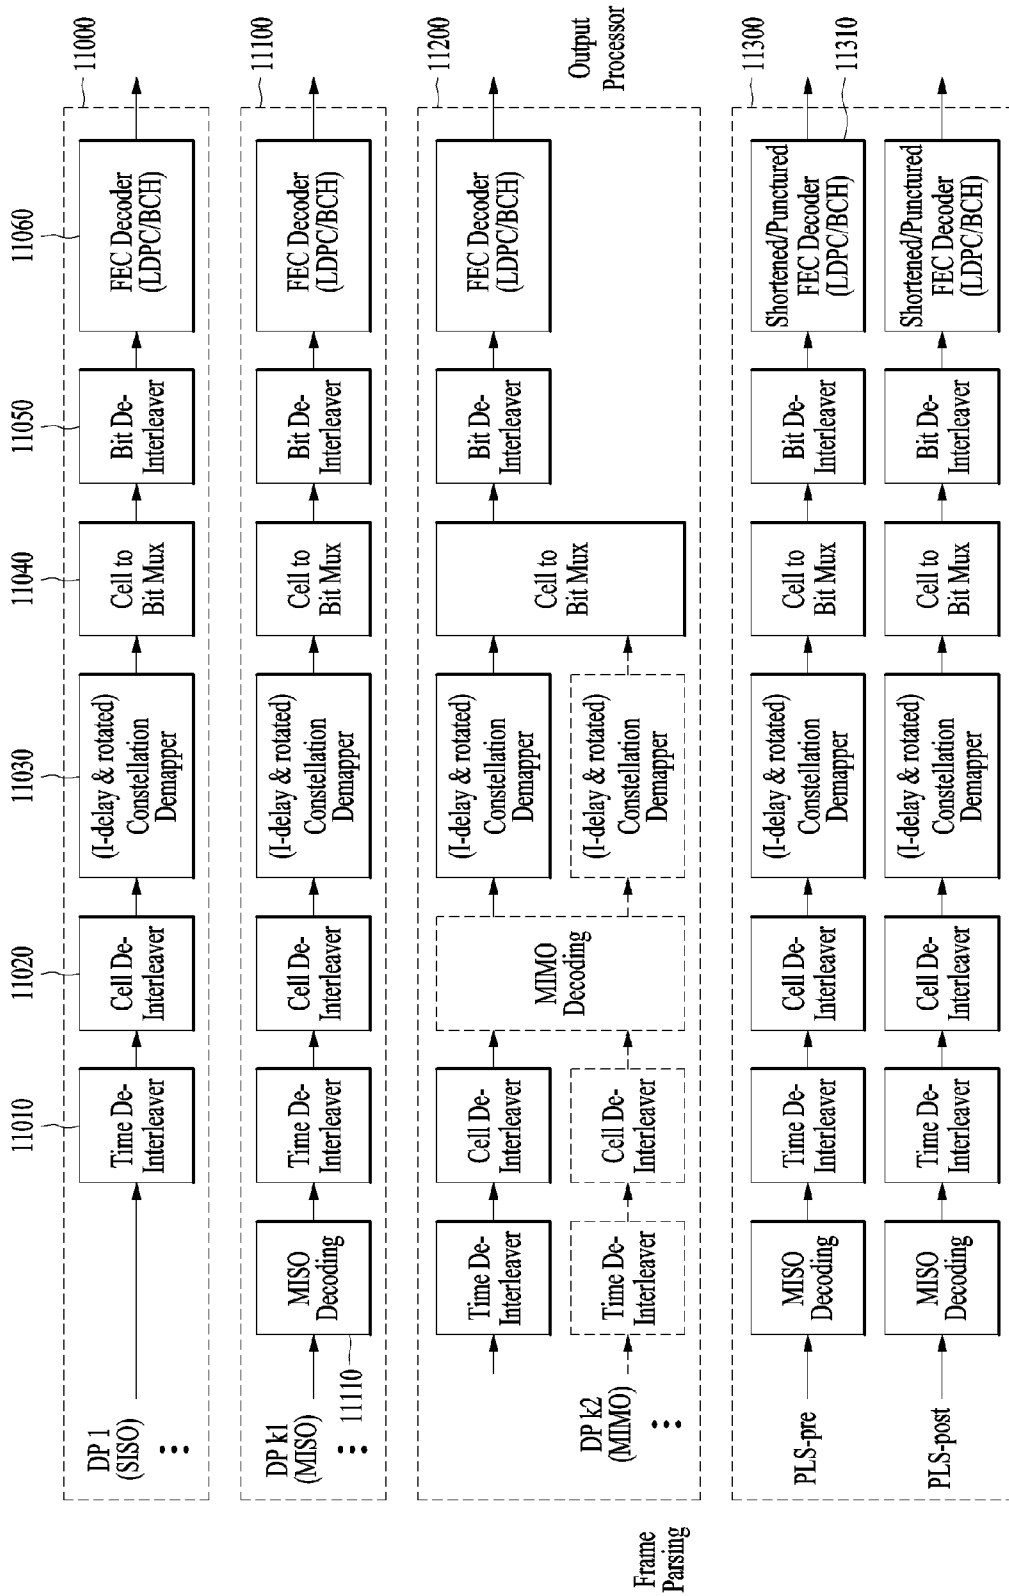 11010
11020
11030
11040
11050
11060
11000
DP 1
(SISO)
Time De-
Interleaver
Cell De-
Interleaver
(I-delay & rotated)
Constellation
Demapper
Cell to
Bit Mux
Bit De-
Interleaver
FEC Decoder
(LDPC/BCH)
11100
DP k1
(MISO)
MISO
Decoding
11110
Time De-
Interleaver
Cell De-
Interleaver
(I-delay & rotated)
Constellation
Demapper
Cell to
Bit Mux
Bit De-
Interleaver
FEC Decoder
(LDPC/BCH)
11200
Time De-
Interleaver
Cell De-
Interleaver
MIMO
Decoding
(I-delay & rotated)
Constellation
Demapper
Cell to
Bit Mux
Bit De-
Interleaver
FEC Decoder
(LDPC/BCH)
DP k2
(MIMO)
Time De-
Interleaver
Cell De-
Interleaver
(I-delay & rotated)
Constellation
Demapper
Frame
Parsing
Output
Processor
11300
PLS-pre
MISO
Decoding
Time De-
Interleaver
Cell De-
Interleaver
(I-delay & rotated)
Constellation
Demapper
Cell to
Bit Mux
Bit De-
Interleaver
Shortened/Punctured
FEC Decoder
(LDPC/BCH)
11310
PLS-post
MISO
Decoding
Time De-
Interleaver
Cell De-
Interleaver
(I-delay & rotated)
Constellation
Demapper
Cell to
Bit Mux
Bit De-
Interleaver
Shortened/Punctured
FEC Decoder
(LDPC/BCH)